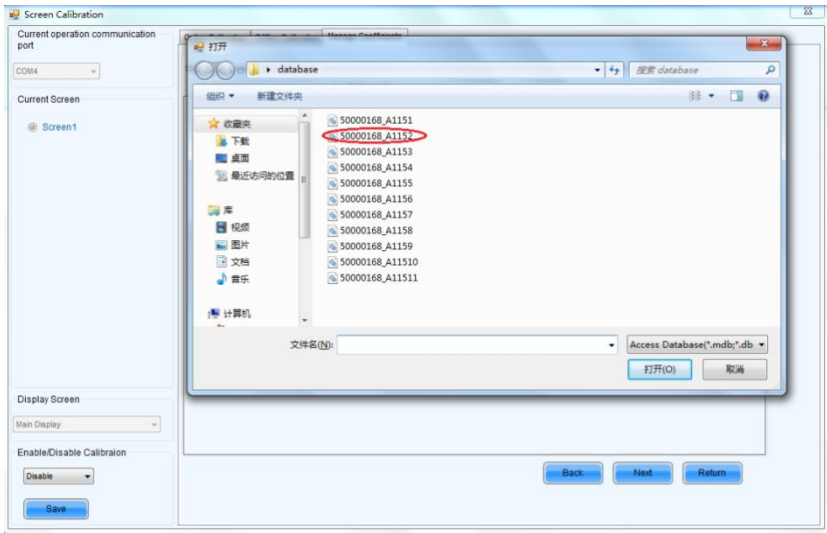 Screen Calibration
Current operation communication
port
COM4
Current Screen
Screen1
Display Screen
Main Display
Enable/Disable Calibraion
Disable
Save
Manage Coefficients
打开
database
搜索 database
组织
新建文件夹
收藏夹
下载
桌面
最近访问的位置
库
视频
图片
文档
音乐
计算机
50000168_A1151
50000168_A1152
50000168_A1153
50000168_A1154
50000168_A1155
50000168_A1156
50000168_A1157
50000168_A1158
50000168_A1159
50000168_A11510
50000168_A11511
文件名(N):
Access Database(*.mdb;*.db
打开(O)
取消
Back
Next
Return